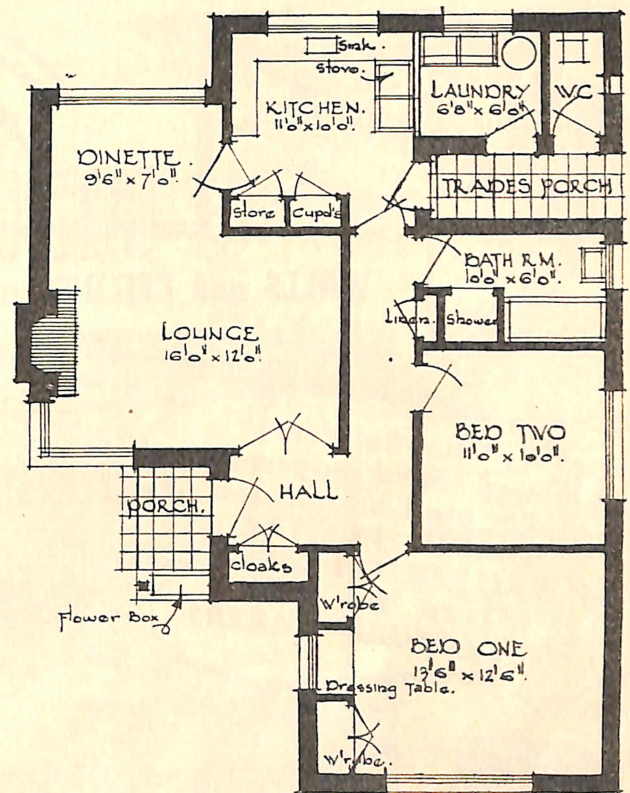 Sink.
Stove.
KITCHEN.
11'0" x 10'0".
LAUNDRY
6'8" x 6'0"
WC
DINETTE.
9'6" x 7'0".
Store
Cupd's
TRADES PORCH
BATH RM.
10'0" x 6'0".
Linen.
Shower
LOUNGE
16'0" x 12'0".
BED TWO
11'0" x 10'0".
HALL
PORCH.
cloaks
Flower Box
W'robe
BED ONE
13'6" x 12'6".
Dressing Table.
W'robe.